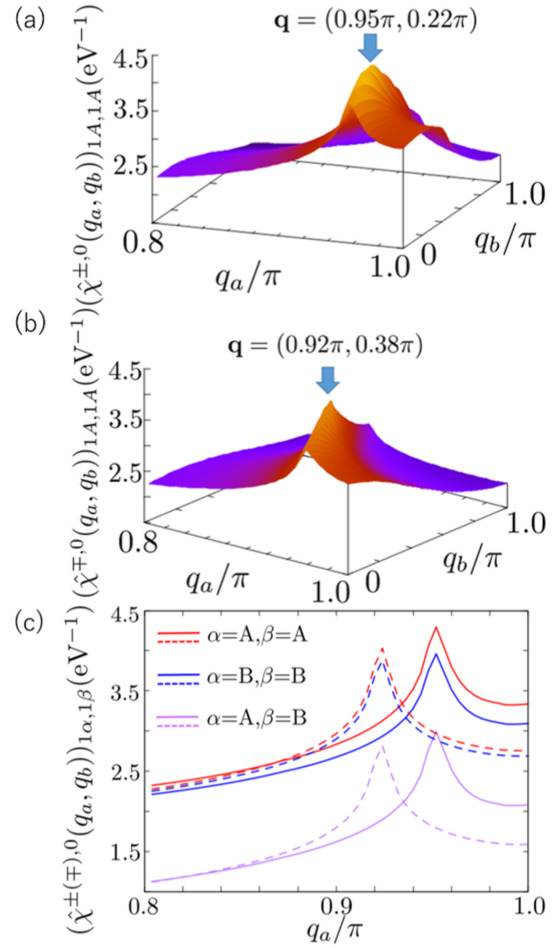 (a)
q = (0.95π, 0.22π)
(χ̂^{±,0}(q_a, q_b))_{1A,1A}(eV^{−1})
4.5
3.5
2.5
0.8
q_a/π
1.0
0
q_b/π
1.0
(b)
q = (0.92π, 0.38π)
(χ̂^{∓,0}(q_a, q_b))_{1A,1A}(eV^{−1})
4.5
3.5
2.5
0.8
q_a/π
1.0
0
q_b/π
1.0
(c)
(χ̂^{±(∓),0}(q_a, q_b))_{1α,1β}(eV^{−1})
4.5
3.5
2.5
1.5
α=A,β=A
α=B,β=B
α=A,β=B
0.8
0.9
1.0
q_a/π